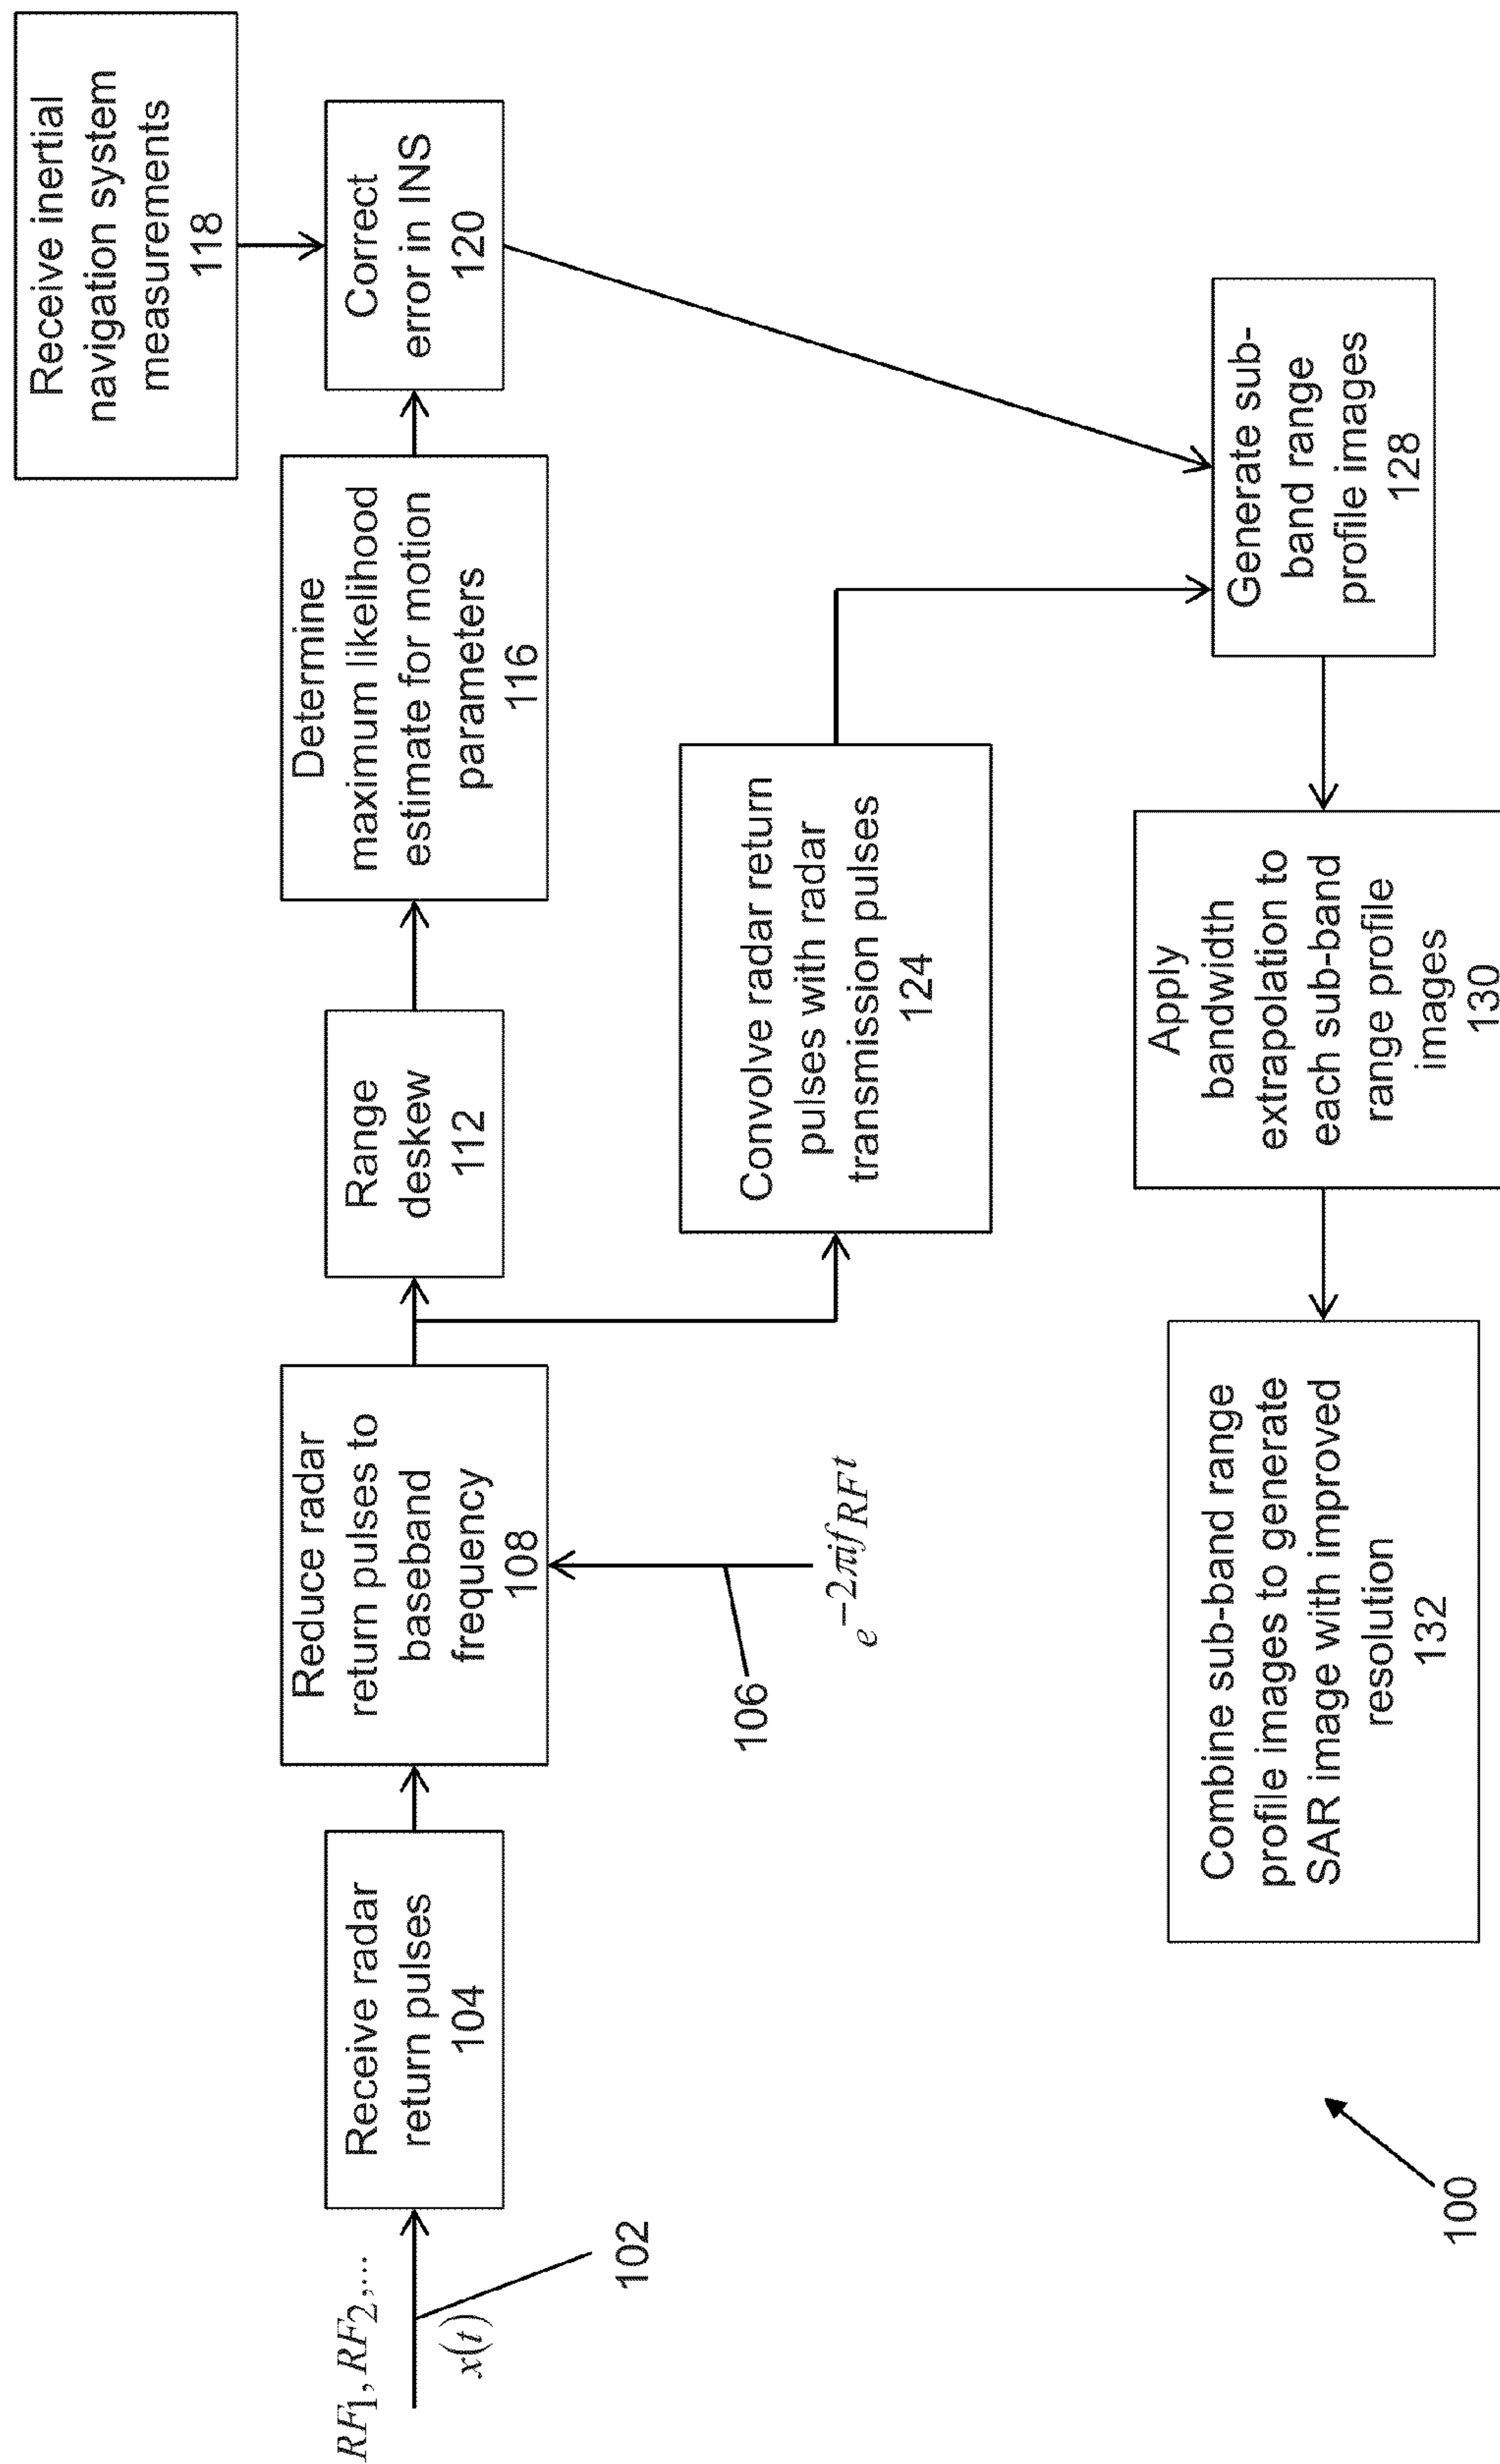 RF₁, RF₂,...
x(t)
102
Receive radar
return pulses
104
Reduce radar
return pulses to
baseband
frequency
108
106
e^{-2πif_{RF}t}
Range
deskew
112
Determine
maximum likelihood
estimate for motion
parameters
116
Receive inertial
navigation system
measurements
118
Correct
error in INS
120
Convolve radar return
pulses with radar
transmission pulses
124
Generate sub-
band range
profile images
128
Apply
bandwidth
extrapolation to
each sub-band
range profile
images
130
Combine sub-band range
profile images to generate
SAR image with improved
resolution
132
100